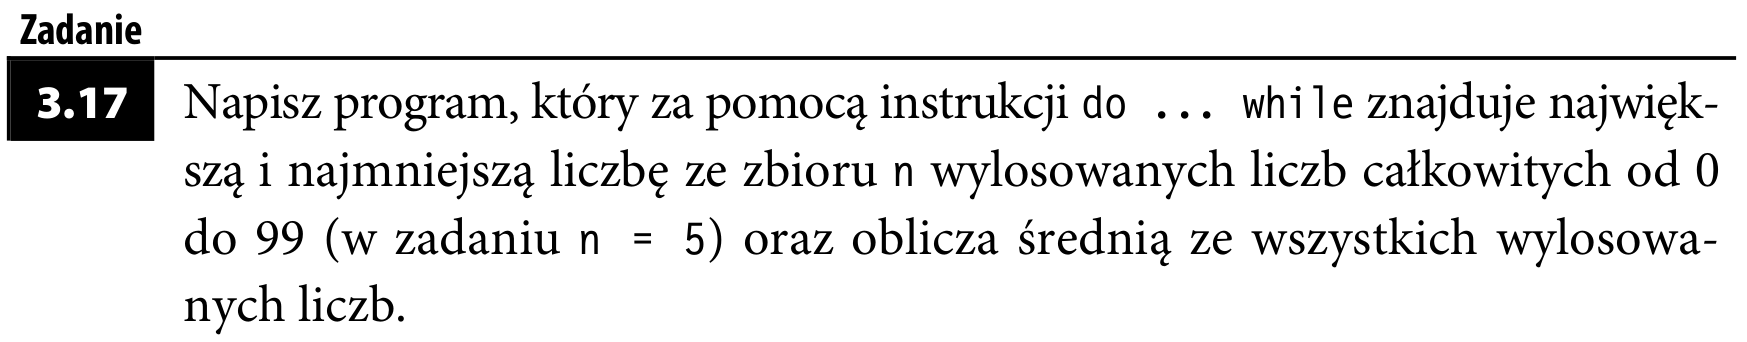 Zadanie
3.17 Napisz program, który za pomocą instrukcji do ... while znajduje najwięk-
szą i najmniejszą liczbę ze zbioru n wylosowanych liczb całkowitych od 0
do 99 (w zadaniu n = 5) oraz oblicza średnią ze wszystkich wylosowa-
nych liczb.